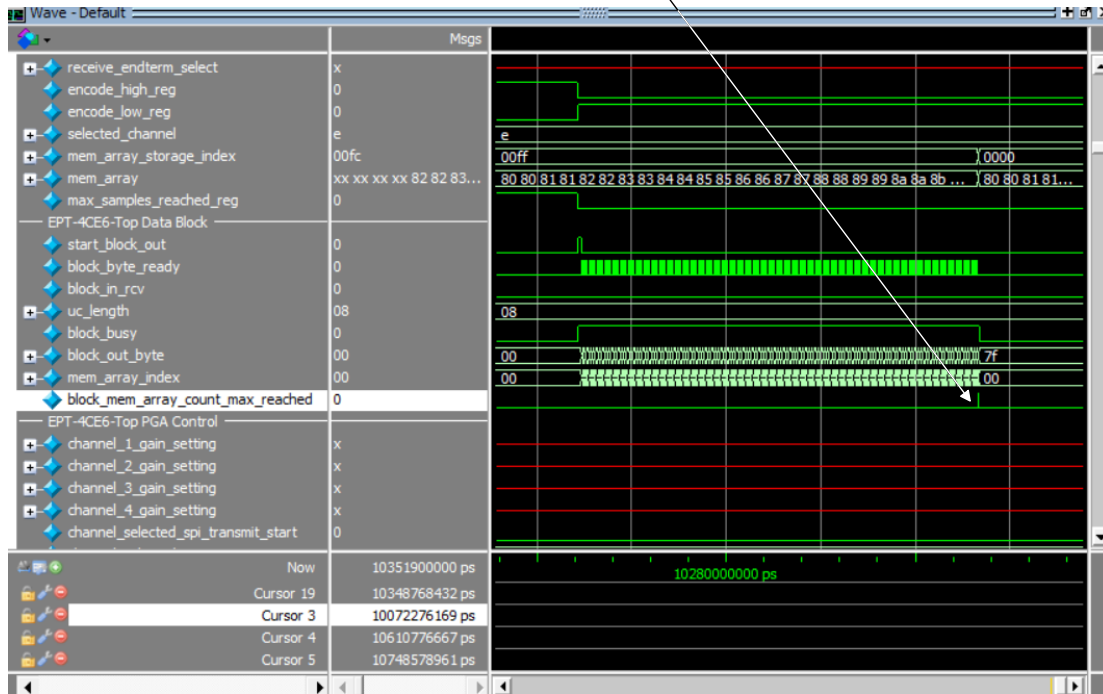 Wave - Default
Msgs
receive_endterm_select x
encode_high_reg 0
encode_low_reg 0
selected_channel e e
mem_array_storage_index 00fc 00ff 0000
mem_array xx xx xx xx 82 82 83... 80 80 81 81 82 82 83 83 84 84 85 85 86 86 87 87 88 88 89 89 8a 8a 8b ... 80 80 81 81...
max_samples_reached_reg 0
EPT-4CE6-Top Data Block
start_block_out 0
block_byte_ready 0
block_in_rcv 0
uc_length 08 08
block_busy 0
block_out_byte 00 00 7f
mem_array_index 00 00 00
block_mem_array_count_max_reached 0
EPT-4CE6-Top PGA Control
channel_1_gain_setting x
channel_2_gain_setting x
channel_3_gain_setting x
channel_4_gain_setting x
channel_selected_spi_transmit_start 0
Now 10351900000 ps 10280000000 ps
Cursor 19 10348768432 ps
Cursor 3 10072276169 ps
Cursor 4 10610776667 ps
Cursor 5 10748578961 ps